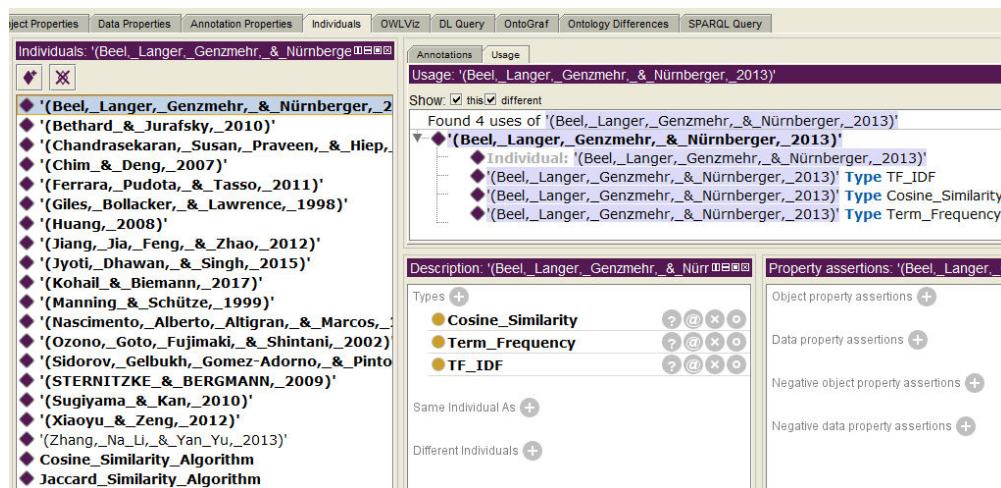 ject Properties Data Properties Annotation Properties Individuals OWLViz DL Query OntoGraf Ontology Differences SPARQL Query
Individuals: '(Beel,_Langer,_Genzmehr,_&_Nürnberge
'(Beel,_Langer,_Genzmehr,_&_Nürnberger,_2
'(Bethard_&_Jurafsky,_2010)'
'(Chandrasekaran,_Susan,_Praveen,_&_Hiep,_
'(Chim_&_Deng,_2007)'
'(Ferrara,_Pudota,_&_Tasso,_2011)'
'(Giles,_Bollacker,_&_Lawrence,_1998)'
'(Huang,_2008)'
'(Jiang,_Jia,_Feng,_&_Zhao,_2012)'
'(Jyoti,_Dhawan,_&_Singh,_2015)'
'(Kohail_&_Biemann,_2017)'
'(Manning_&_Schütze,_1999)'
'(Nascimento,_Alberto,_Altigran,_&_Marcos,_
'(Ozono,_Goto,_Fujimaki,_&_Shintani,_2002)'
'(Sidorov,_Gelbukh,_Gomez-Adorno,_&_Pinto
'(STERNITZKE_&_BERGMANN,_2009)'
'(Sugiyama_&_Kan,_2010)'
'(Xiaoyu_&_Zeng,_2012)'
'(Zhang,_Na_Li,_&_Yan_Yu,_2013)'
Cosine_Similarity_Algorithm
Jaccard_Similarity_Algorithm
Annotations Usage
Usage: '(Beel,_Langer,_Genzmehr,_&_Nürnberger,_2013)'
Show: this different
Found 4 uses of '(Beel,_Langer,_Genzmehr,_&_Nürnberger,_2013)'
'(Beel,_Langer,_Genzmehr,_&_Nürnberger,_2013)'
Individual: '(Beel,_Langer,_Genzmehr,_&_Nürnberger,_2013)'
'(Beel,_Langer,_Genzmehr,_&_Nürnberger,_2013)' Type TF_IDF
'(Beel,_Langer,_Genzmehr,_&_Nürnberger,_2013)' Type Cosine_Similarity
'(Beel,_Langer,_Genzmehr,_&_Nürnberger,_2013)' Type Term_Frequency
Description: '(Beel,_Langer,_Genzmehr,_&_Nürr
Types
Cosine_Similarity
Term_Frequency
TF_IDF
Same Individual As
Different Individuals
Property assertions: '(Beel,_Langer,_
Object property assertions
Data property assertions
Negative object property assertions
Negative data property assertions